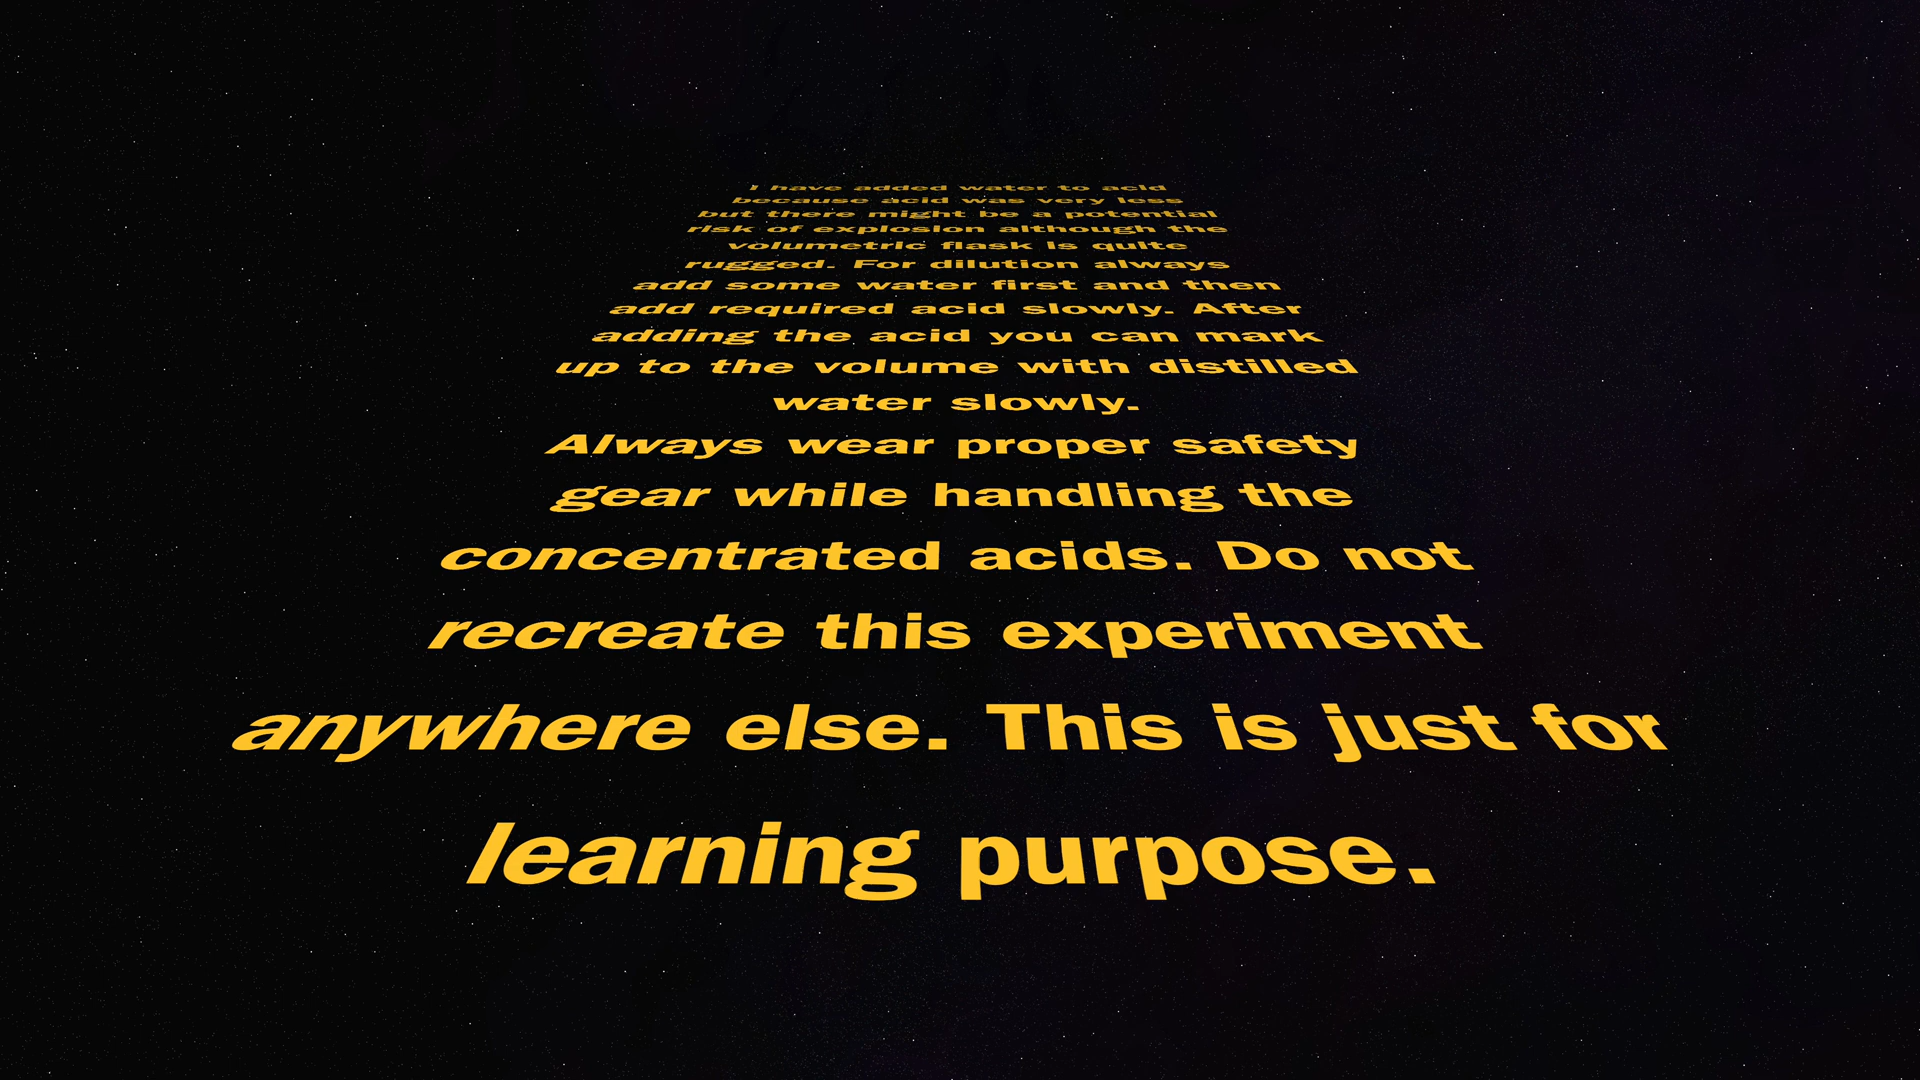 I have added water to acid
because acid was very less
but there might be a potential
risk of explosion although the
volumetric flask is quite
rugged. For dilution always
add some water first and then
add required acid slowly. After
adding the acid you can mark
up to the volume with distilled
water slowly.
Always wear proper safety
gear while handling the
concentrated acids. Do not
recreate this experiment
anywhere else. This is just for
learning purpose.